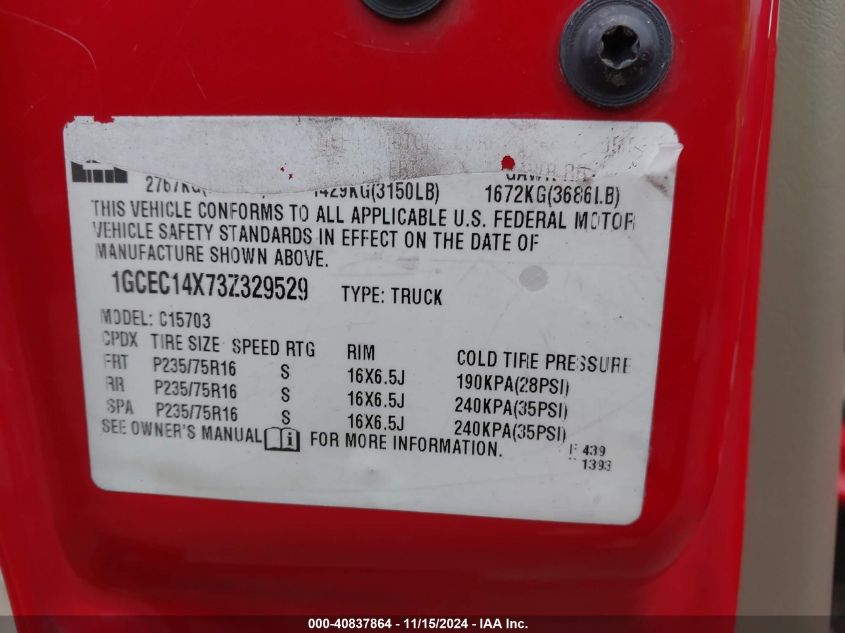 GAWR RR
2767KG( 1429KG(3150LB) 1672KG(3686LB)
THIS VEHICLE CONFORMS TO ALL APPLICABLE U.S. FEDERAL MOTOR
VEHICLE SAFETY STANDARDS IN EFFECT ON THE DATE OF
MANUFACTURE SHOWN ABOVE.
1GCEC14X73Z329529 TYPE: TRUCK
MODEL: C15703
CPDX TIRE SIZE SPEED RTG RIM COLD TIRE PRESSURE
FRT P235/75R16 S 16X6.5J 190KPA(28PSI)
RR P235/75R16 S 16X6.5J 240KPA(35PSI)
SPA P235/75R16 S 16X6.5J 240KPA(35PSI)
SEE OWNER'S MANUAL FOR MORE INFORMATION.
439
1393
000-40837864 - 11/15/2024 - IAA Inc.